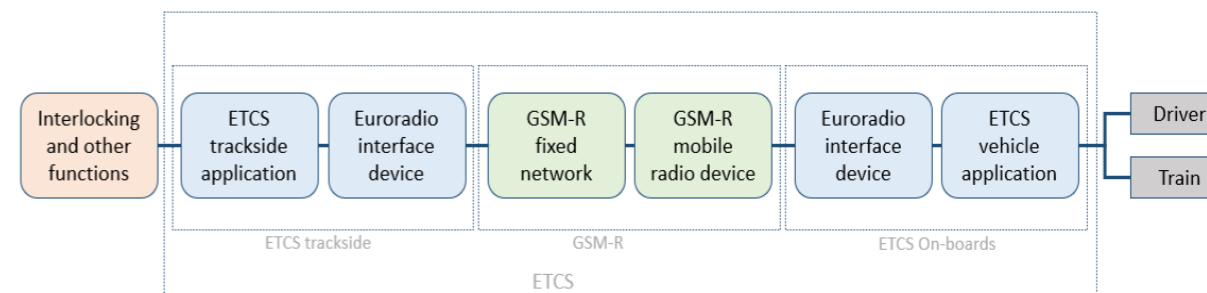 Interlocking
and other
functions
ETCS
trackside
application
Euroradio
interface
device
GSM-R
fixed
network
GSM-R
mobile
radio device
Euroradio
interface
device
ETCS
vehicle
application
Driver
Train
ETCS trackside
GSM-R
ETCS On-boards
ETCS